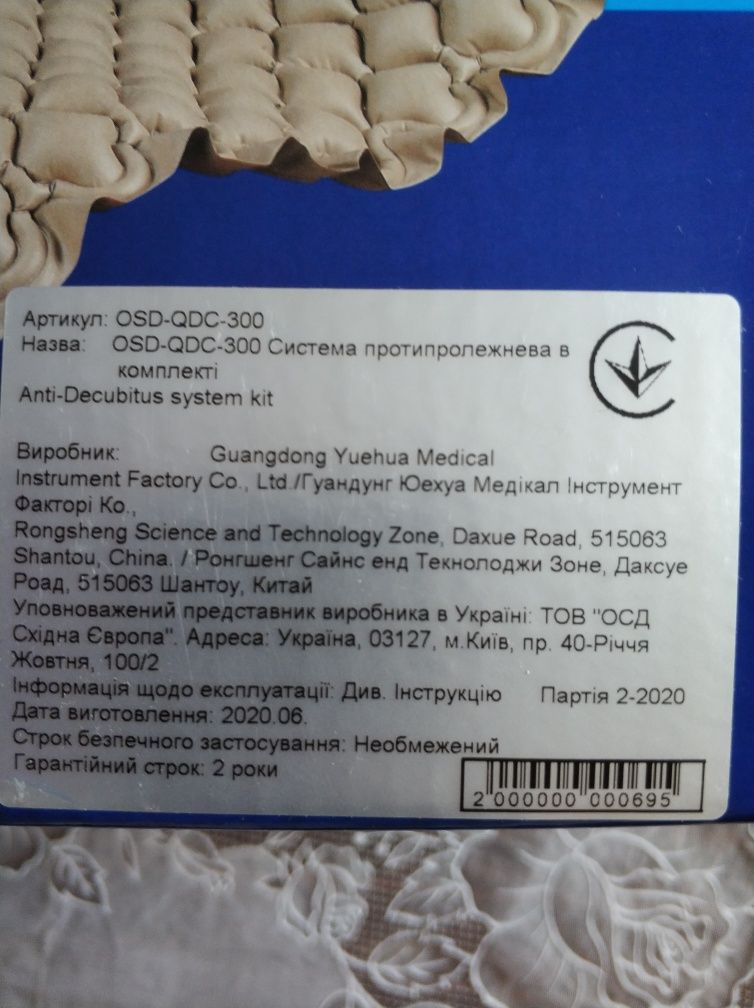 Артикул: OSD-QDC-300
Назва: OSD-QDC-300 Система протипролежнева в
комплекті
Anti-Decubitus system kit
Виробник: Guangdong Yuehua Medical
Instrument Factory Co., Ltd./Гуандунг Юехуа Медікал Інструмент
Факторі Ко.,
Rongsheng Science and Technology Zone, Daxue Road, 515063
Shantou, China. / Ронгшенг Сайнс енд Текнолоджи Зоне, Даксуе
Роад, 515063 Шантоу, Китай
Уповноважений представник виробника в Україні: ТОВ "ОСД
Східна Європа". Адреса: Україна, 03127, м.Київ, пр. 40-Річчя
Жовтня, 100/2
Інформація щодо експлуатації: Див. Інструкцію Партія 2-2020
Дата виготовлення: 2020.06.
Строк безпечного застосування: Необмежений
Гарантійний строк: 2 роки
2 000000 000695